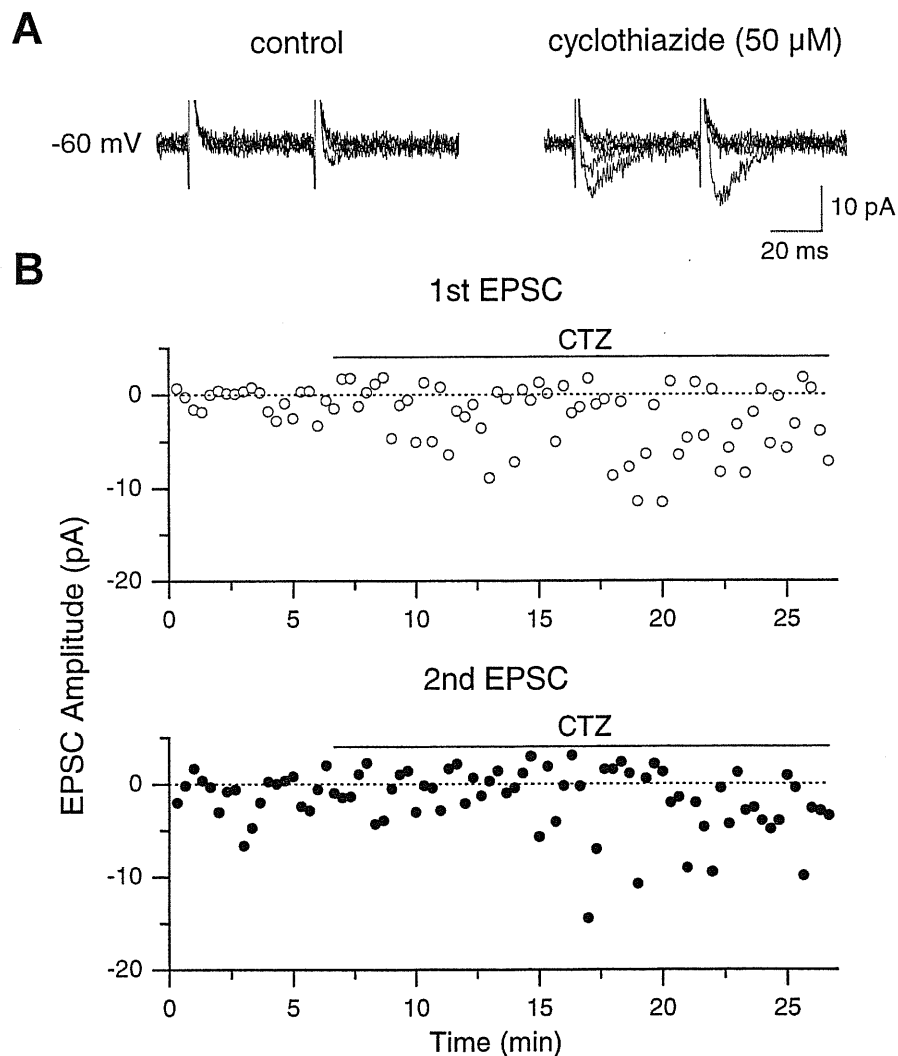 A
control
cyclothiazide (50 µM)
-60 mV
10 pA
20 ms
B
1st EPSC
CTZ
0
-10
-20
0 5 10 15 20 25
EPSC Amplitude (pA)
2nd EPSC
CTZ
0
-10
-20
0 5 10 15 20 25
Time (min)